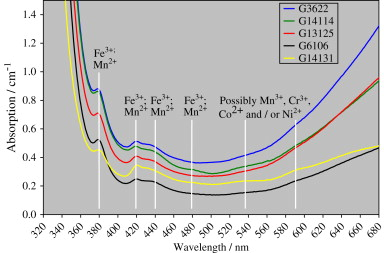 1.4
1.2
1.0
0.8
0.6
0.4
0.2
0.0
Absorption / cm-1
G3622
G14114
G13125
G6106
G14131
Fe3+;
Mn2+
Fe3+;
Mn2+
Fe3+;
Mn2+
Fe3+;
Mn2+
Possibly Mn3+, Cr3+,
Co2+ and / or Ni2+
320 340 360 380 400 420 440 460 480 500 520 540 560 580 600 620 640 660 680
Wavelength / nm